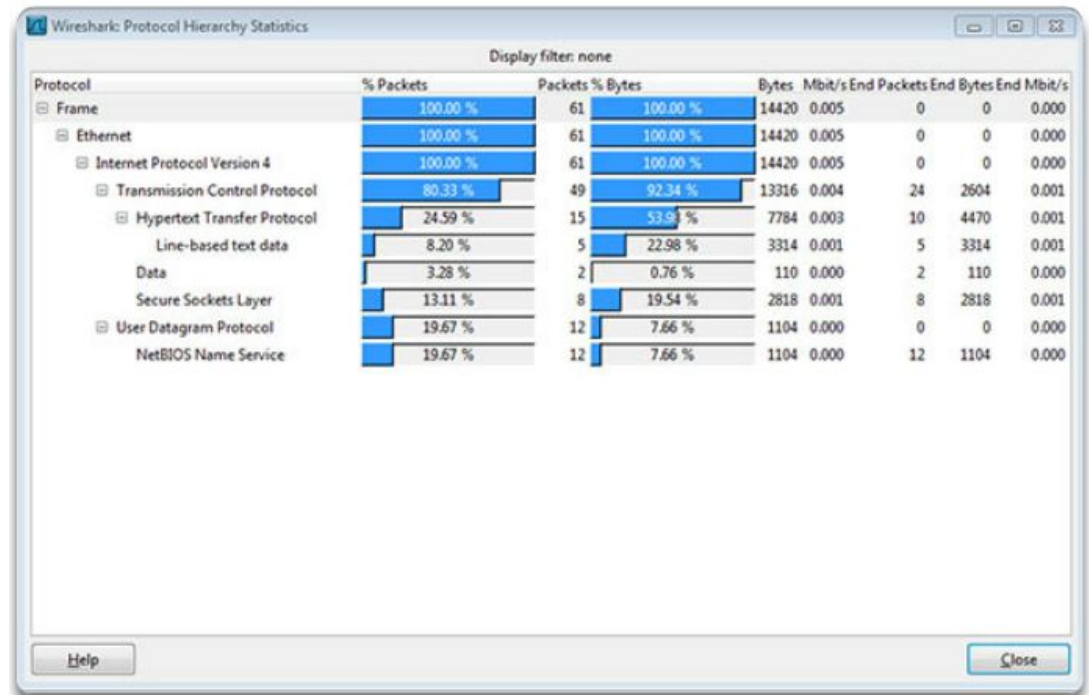 Wireshark: Protocol Hierarchy Statistics
Display filter: none
Protocol % Packets Packets % Bytes Bytes Mbit/s End Packets End Bytes End Mbit/s
Frame 100.00 % 61 100.00 % 14420 0.005 0 0 0.000
Ethernet 100.00 % 61 100.00 % 14420 0.005 0 0 0.000
Internet Protocol Version 4 100.00 % 61 100.00 % 14420 0.005 0 0 0.000
Transmission Control Protocol 80.33 % 49 92.34 % 13316 0.004 24 2604 0.001
Hypertext Transfer Protocol 24.59 % 15 53.98 % 7784 0.003 10 4470 0.001
Line-based text data 8.20 % 5 22.98 % 3314 0.001 5 3314 0.001
Data 3.28 % 2 0.76 % 110 0.000 2 110 0.000
Secure Sockets Layer 13.11 % 8 19.54 % 2818 0.001 8 2818 0.001
User Datagram Protocol 19.67 % 12 7.66 % 1104 0.000 0 0 0.000
NetBIOS Name Service 19.67 % 12 7.66 % 1104 0.000 12 1104 0.000
Help Close